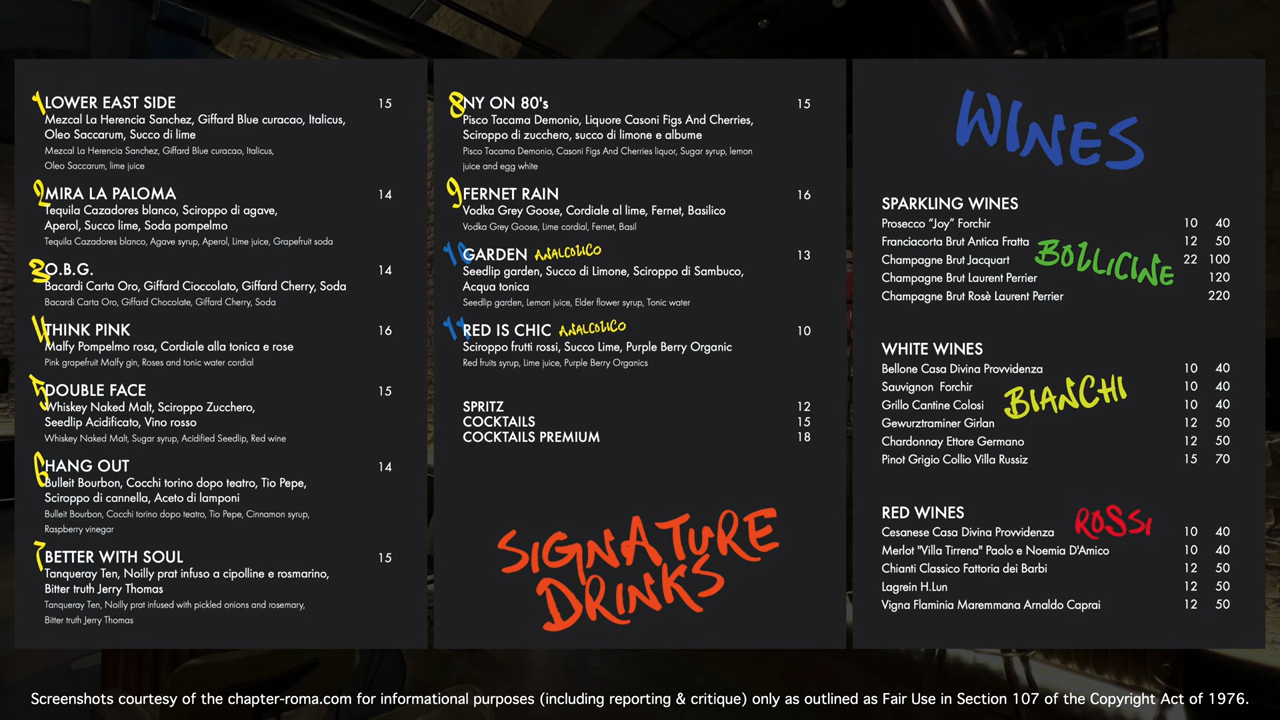 1 LOWER EAST SIDE 15
Mezcal La Herencia Sanchez, Giffard Blue curacao, Italicus,
Oleo Saccarum, Succo di lime
Mezcal La Herencia Sanchez, Giffard Blue curacao, Italicus,
Oleo Saccarum, lime juice
2 MIRA LA PALOMA 14
Tequila Cazadores blanco, Sciroppo di agave,
Aperol, Succo lime, Soda pompelmo
Tequila Cazadores blanco, Agave syrup, Aperol, Lime juice, Grapefruit soda
3 O.B.G. 14
Bacardi Carta Oro, Giffard Cioccolato, Giffard Cherry, Soda
Bacardi Carta Oro, Giffard Chocolate, Giffard Cherry, Soda
4 THINK PINK 16
Malfy Pompelmo rosa, Cordiale alla tonica e rose
Pink grapefruit Malfy gin, Roses and tonic water cordial
5 DOUBLE FACE 15
Whiskey Naked Malt, Sciroppo Zucchero,
Seedlip Acidificato, Vino rosso
Whiskey Naked Malt, Sugar syrup, Acidified Seedlip, Red wine
6 HANG OUT 14
Bulleit Bourbon, Cocchi torino dopo teatro, Tio Pepe,
Sciroppo di cannella, Aceto di lamponi
Bulleit Bourbon, Cocchi torino dopo teatro, Tio Pepe, Cinnamon syrup,
Raspberry vinegar
7 BETTER WITH SOUL 15
Tanqueray Ten, Noilly prat infuso a cipolline e rosmarino,
Bitter truth Jerry Thomas
Tanqueray Ten, Noilly prat infused with pickled onions and rosemary,
Bitter truth Jerry Thomas
8 NY ON 80's 15
Pisco Tacama Demonio, Liquore Casoni Figs And Cherries,
Sciroppo di zucchero, succo di limone e albume
Pisco Tacama Demonio, Casoni Figs And Cherries liquor, Sugar syrup, lemon
juice and egg white
9 FERNET RAIN 16
Vodka Grey Goose, Cordiale al lime, Fernet, Basilico
Vodka Grey Goose, Lime cordial, Fernet, Basil
10 GARDEN ANALCOLICO 13
Seedlip garden, Succo di Limone, Sciroppo di Sambuco,
Acqua tonica
Seedlip garden, Lemon juice, Elder flower syrup, Tonic water
11 RED IS CHIC ANALCOLICO 10
Sciroppo frutti rossi, Succo Lime, Purple Berry Organic
Red fruits syrup, Lime juice, Purple Berry Organics
SPRITZ 12
COCKTAILS 15
COCKTAILS PREMIUM 18
SIGNATURE
DRINKS
WINES
SPARKLING WINES
Prosecco “Joy” Forchir 10 40
Franciacorta Brut Antica Fratta 12 50
BOLLICINE
Champagne Brut Jacquart 22 100
Champagne Brut Laurent Perrier 120
Champagne Brut Rosè Laurent Perrier 220
WHITE WINES
Bellone Casa Divina Provvidenza 10 40
Sauvignon Forchir 10 40
BIANCHI
Grillo Cantine Colosi 10 40
Gewurztraminer Girlan 12 50
Chardonnay Ettore Germano 12 50
Pinot Grigio Collio Villa Russiz 15 70
RED WINES
ROSSI
Cesanese Casa Divina Provvidenza 10 40
Merlot "Villa Tirrena" Paolo e Noemia D'Amico 10 40
Chianti Classico Fattoria dei Barbi 12 50
Lagrein H.Lun 12 50
Vigna Flaminia Maremmana Arnaldo Caprai 12 50
Screenshots courtesy of the chapter-roma.com for informational purposes (including reporting & critique) only as outlined as Fair Use in Section 107 of the Copyright Act of 1976.